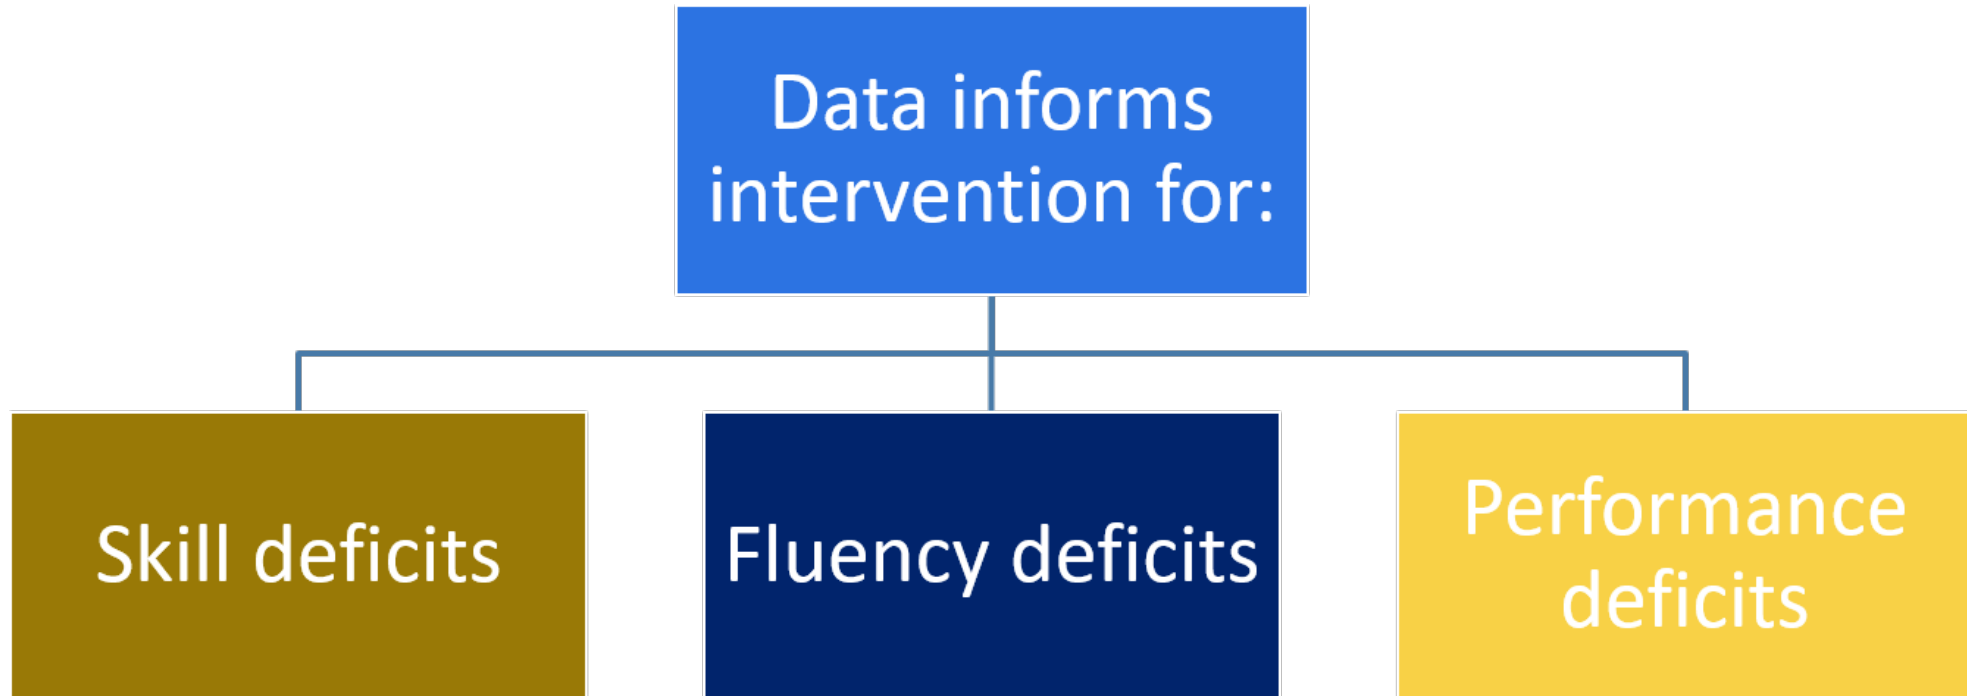 Data informs
intervention for:
Skill deficits
Fluency deficits
Performance
deficits